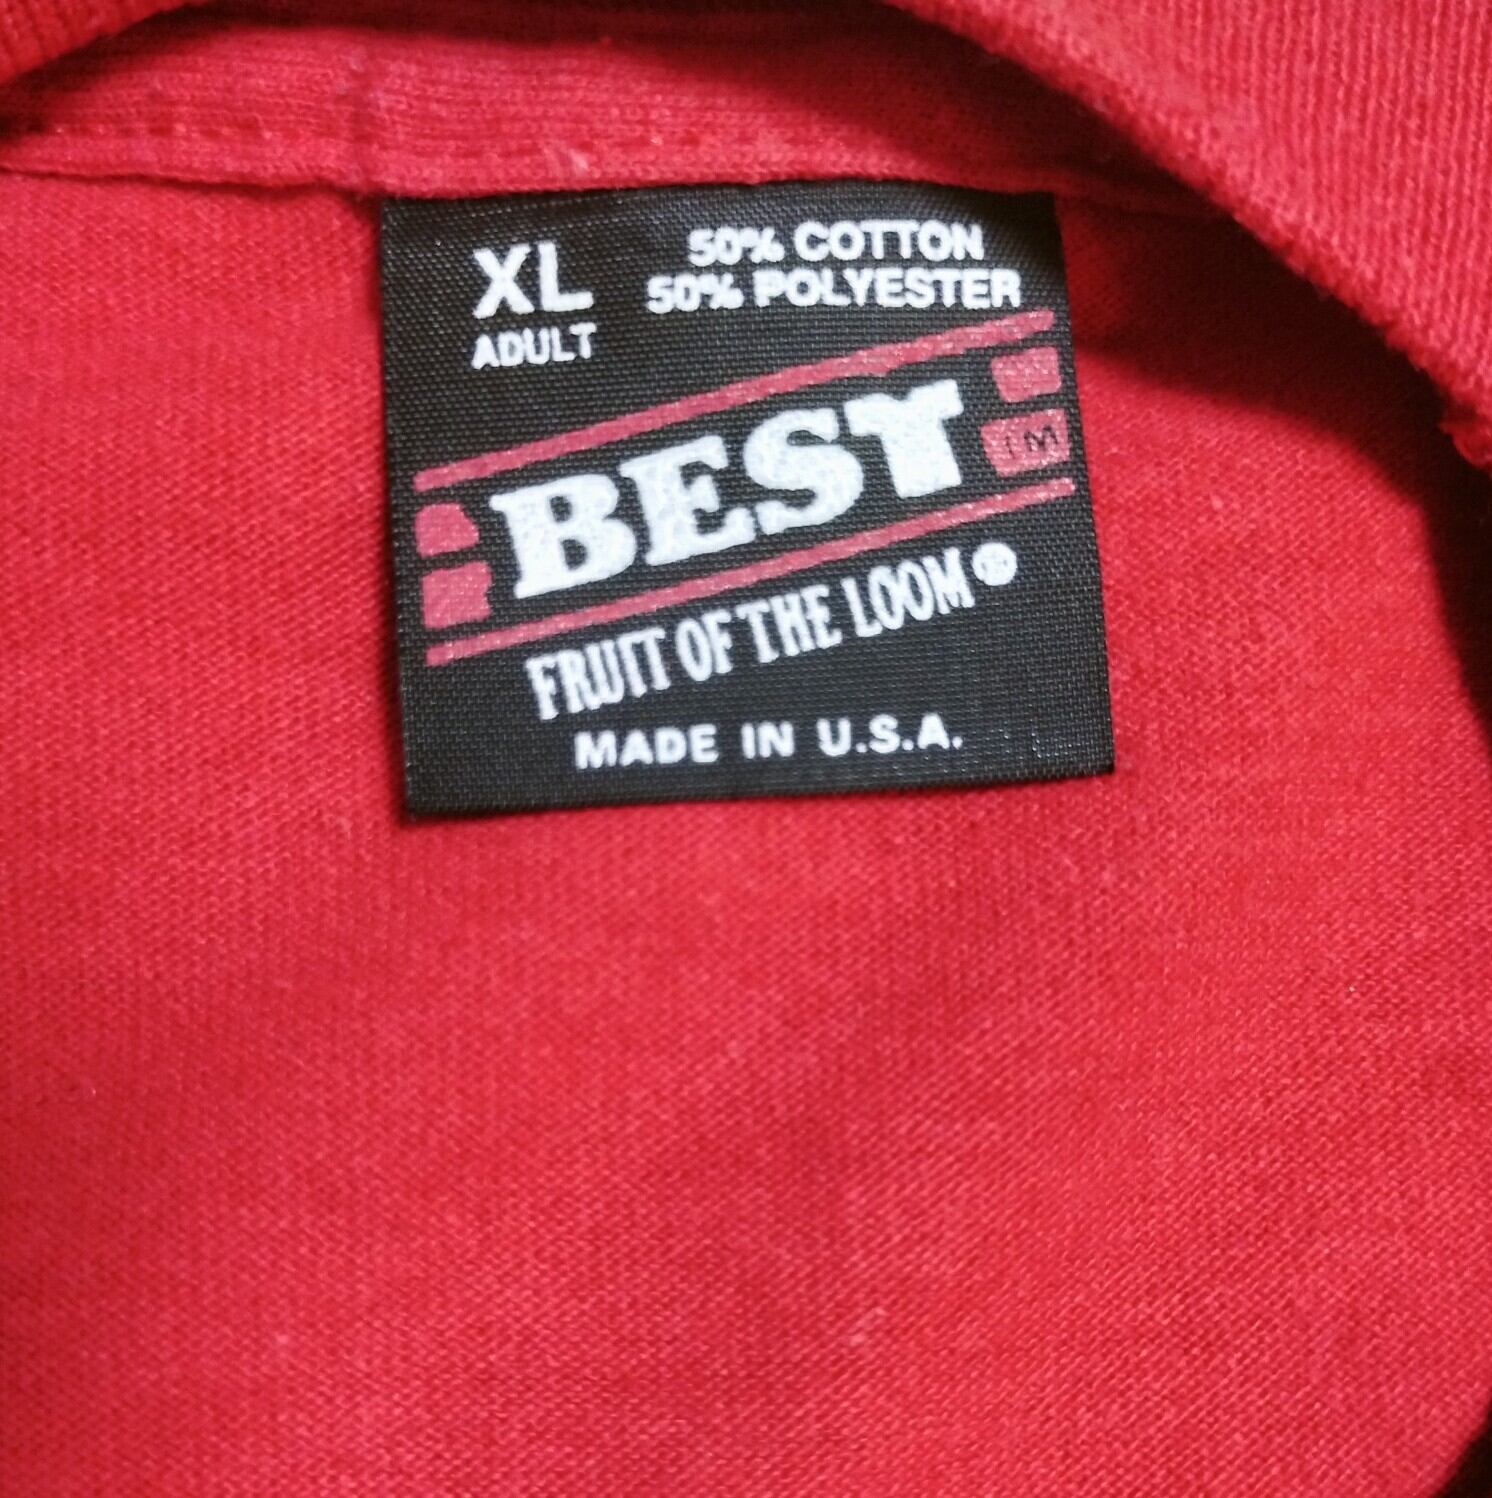 XL
ADULT
50% COTTON
50% POLYESTER
BEST
TM
FRUIT OF THE LOOM®
MADE IN U.S.A.